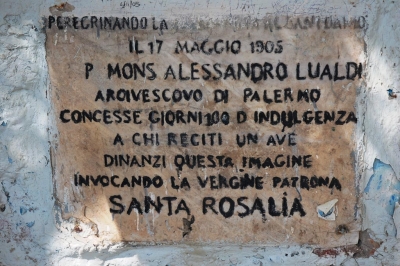 PEREGRINANDO LA
IL 17 MAGGIO 1905
P MONS ALESSANDRO LUALDI
ARCIVESCOVO DI PALERMO
CONCESSE GIORNI 100 D INDULGENZA
A CHI RECITI UN AVE
DINANZI QUESTA IMAGINE
INVOCANDO LA VERGINE PATRONA
SANTA ROSALIA